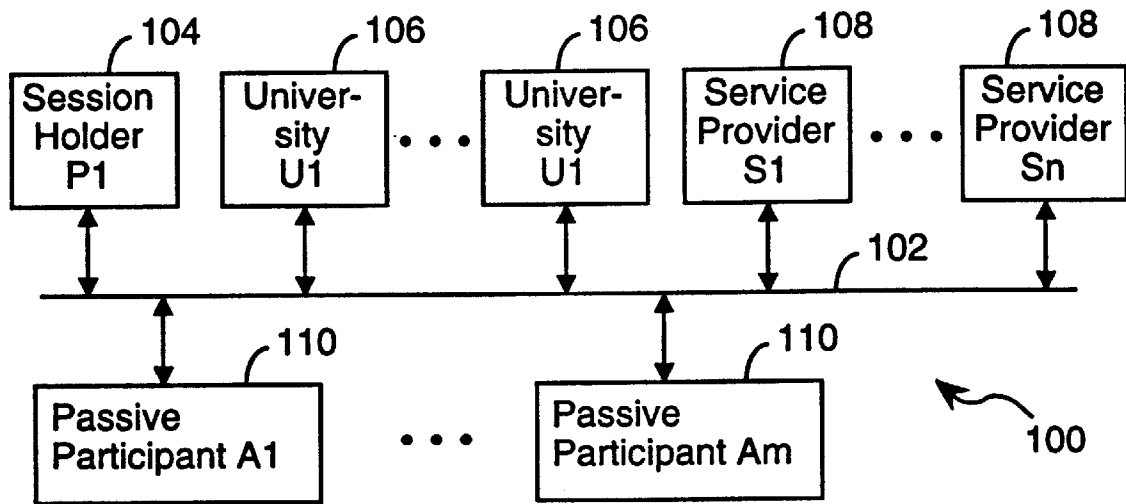 104
106
106
108
108
Session
Holder
P1
Univer-
sity
U1
Univer-
sity
U1
Service
Provider
S1
Service
Provider
Sn
102
110
110
Passive
Participant A1
Passive
Participant Am
100